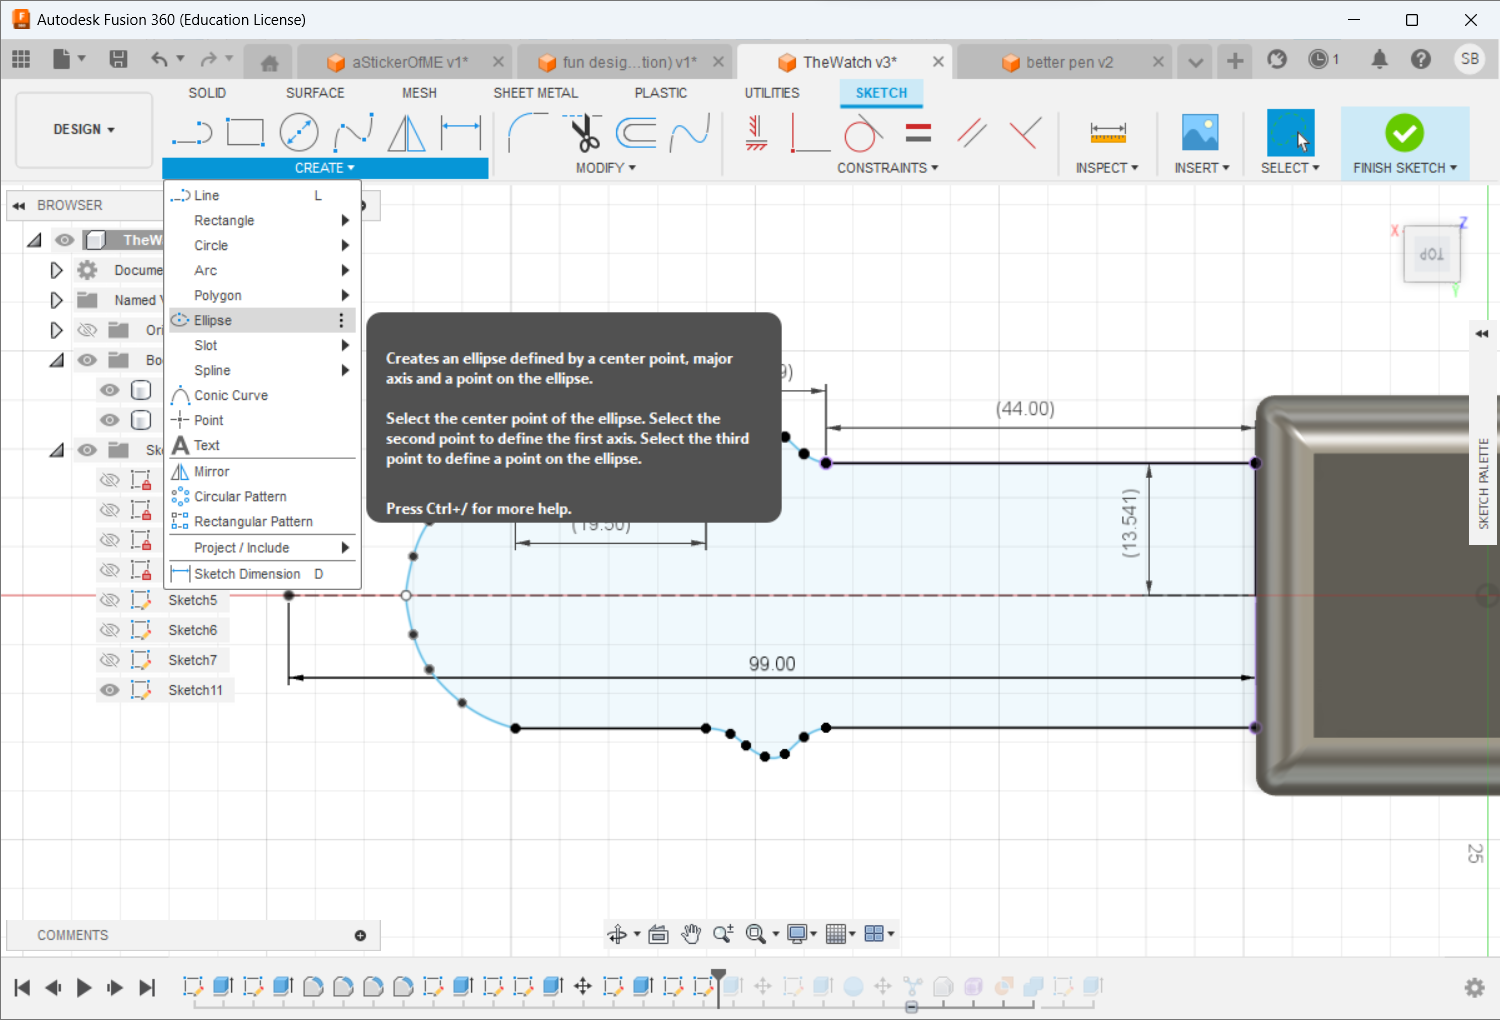 Autodesk Fusion 360 (Education License)
aStickerOfME v1*
fun desig...tion) v1*
TheWatch v3*
better pen v2
1
SB
SOLID
SURFACE
MESH
SHEET METAL
PLASTIC
UTILITIES
SKETCH
DESIGN
CREATE
MODIFY
CONSTRAINTS
INSPECT
INSERT
SELECT
FINISH SKETCH
BROWSER
TheW
Docume
Named
Ori
Bo
Sk
Sketch5
Sketch6
Sketch7
Sketch11
Line L
Rectangle
Circle
Arc
Polygon
Ellipse
Slot
Spline
Conic Curve
Point
Text
Mirror
Circular Pattern
Rectangular Pattern
Project / Include
Sketch Dimension D
Creates an ellipse defined by a center point, major
axis and a point on the ellipse.
Select the center point of the ellipse. Select the
second point to define the first axis. Select the third
point to define a point on the ellipse.
Press Ctrl+/ for more help.
9)
(44.00)
(19.50)
(13.541)
99.00
X
Z
TOP
Y
SKETCH PALETTE
25
COMMENTS